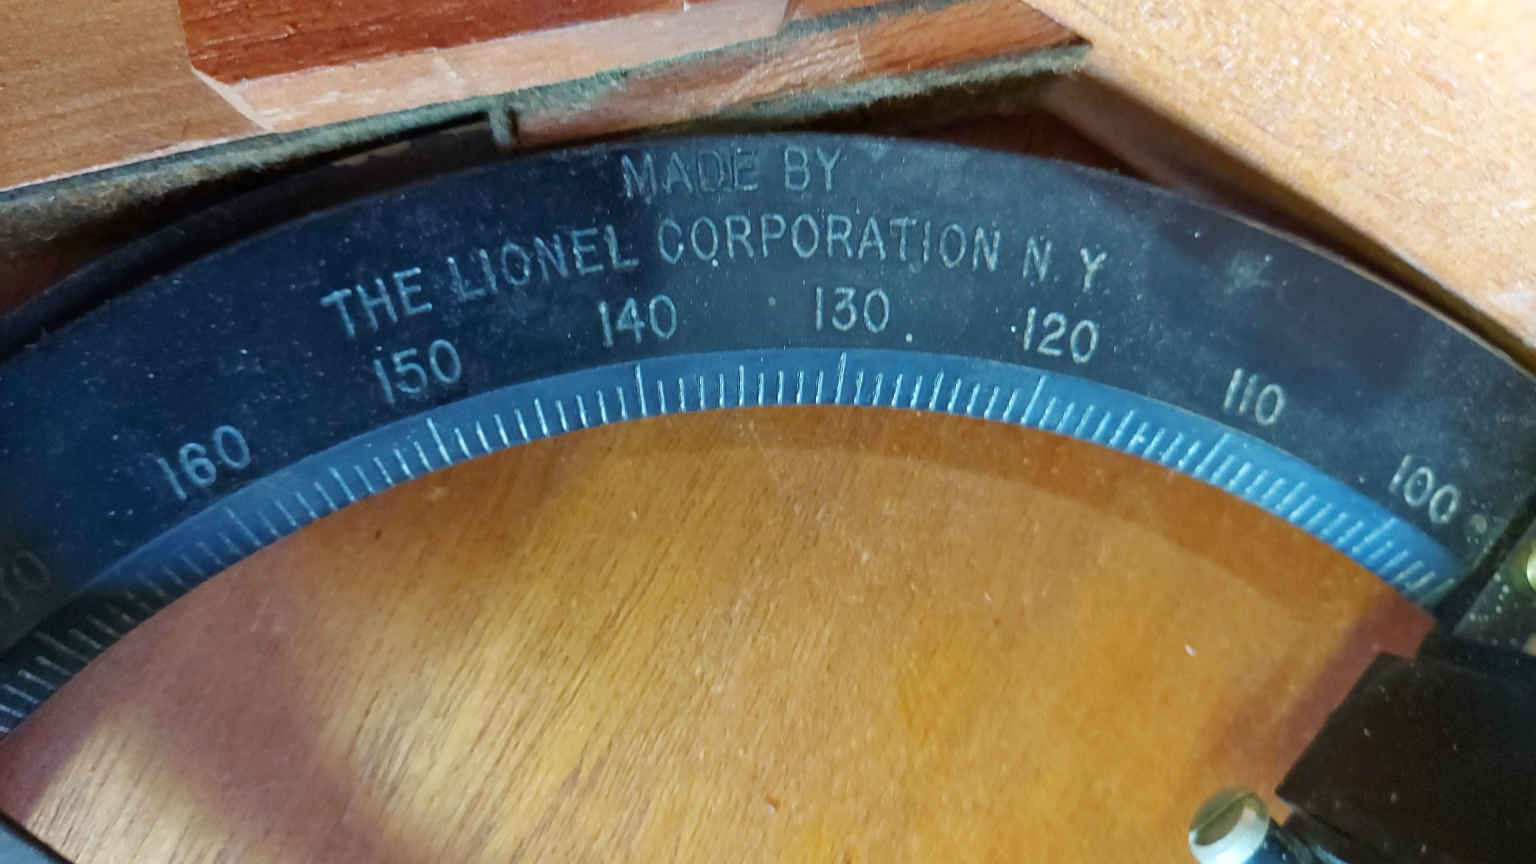 MADE BY
THE LIONEL CORPORATION N.Y.
160 150 140 130 120 110 100